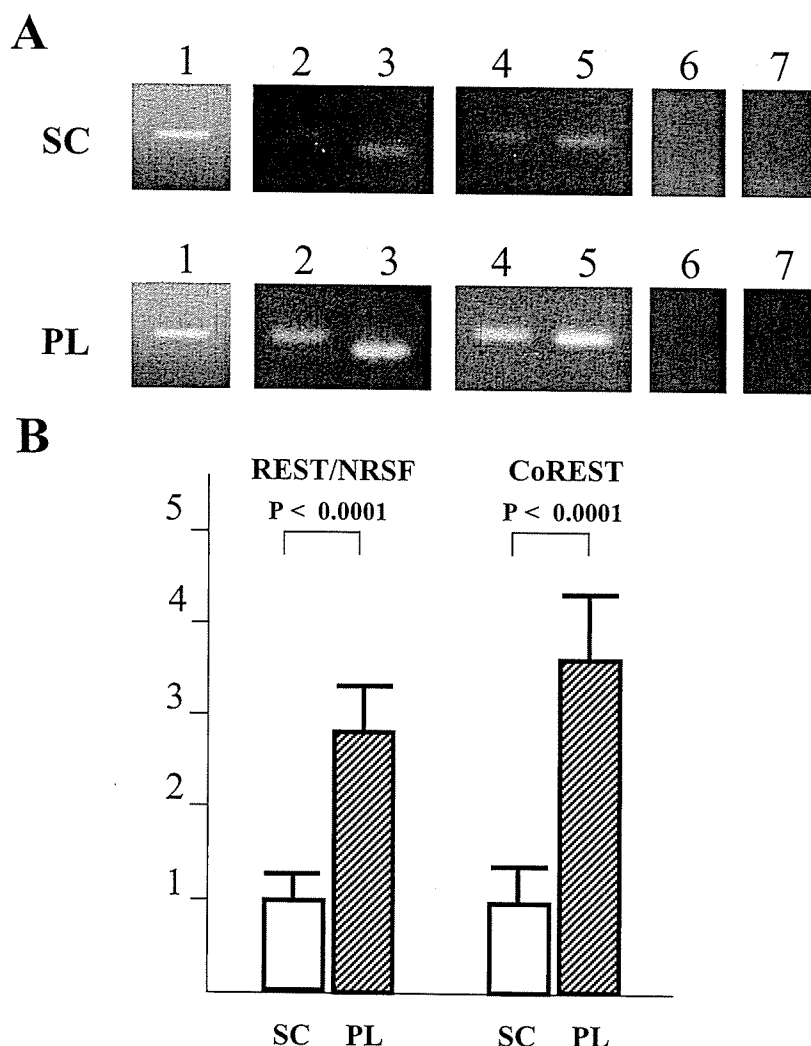 A
1 2 3 4 5 6 7
SC
1 2 3 4 5 6 7
PL
B
REST/NRSF CoREST
P < 0.0001 P < 0.0001
5
4
3
2
1
SC PL SC PL